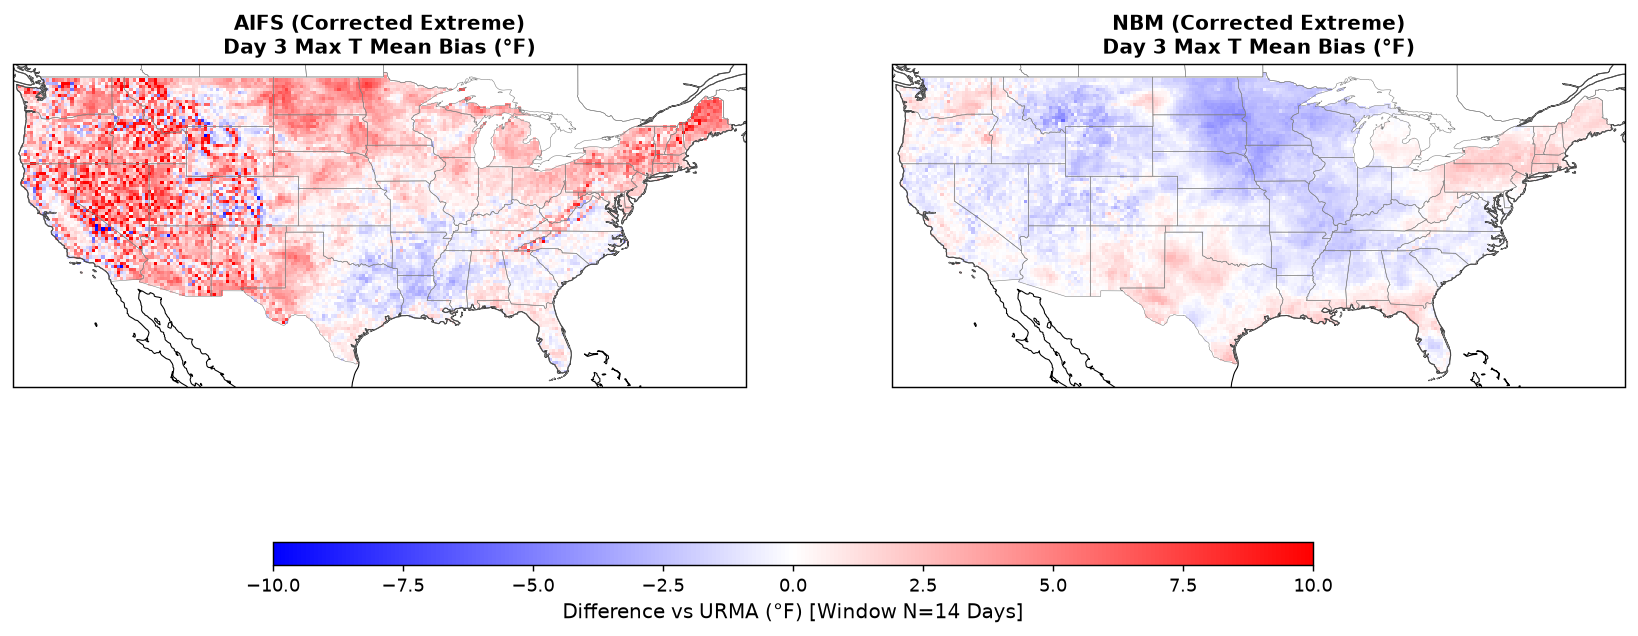 AIFS (Corrected Extreme)
Day 3 Max T Mean Bias (°F)
NBM (Corrected Extreme)
Day 3 Max T Mean Bias (°F)
−10.0 −7.5 −5.0 −2.5 0.0 2.5 5.0 7.5 10.0
Difference vs URMA (°F) [Window N=14 Days]